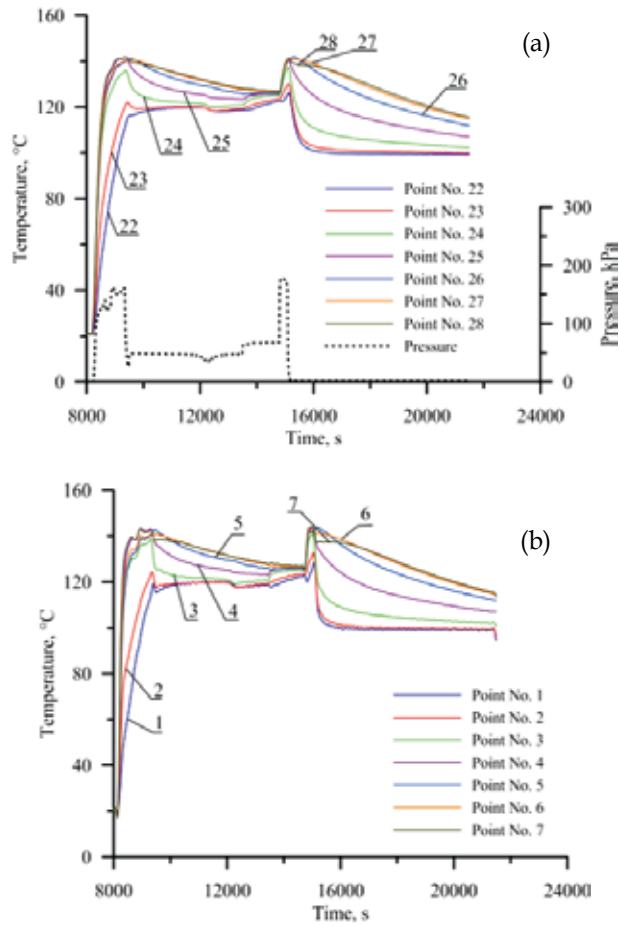 160
(a)
28
27
26
120
25
24
23
22
80
40
0
Temperature, °C
Point No. 22
Point No. 23
Point No. 24
Point No. 25
Point No. 26
Point No. 27
Point No. 28
Pressure
300
200
100
0
Pressure, kPa
8000 12000 16000 20000 24000
Time, s
160
(b)
7
6
5
4
3
120
2
1
80
40
0
Temperature, °C
Point No. 1
Point No. 2
Point No. 3
Point No. 4
Point No. 5
Point No. 6
Point No. 7
8000 12000 16000 20000 24000
Time, s